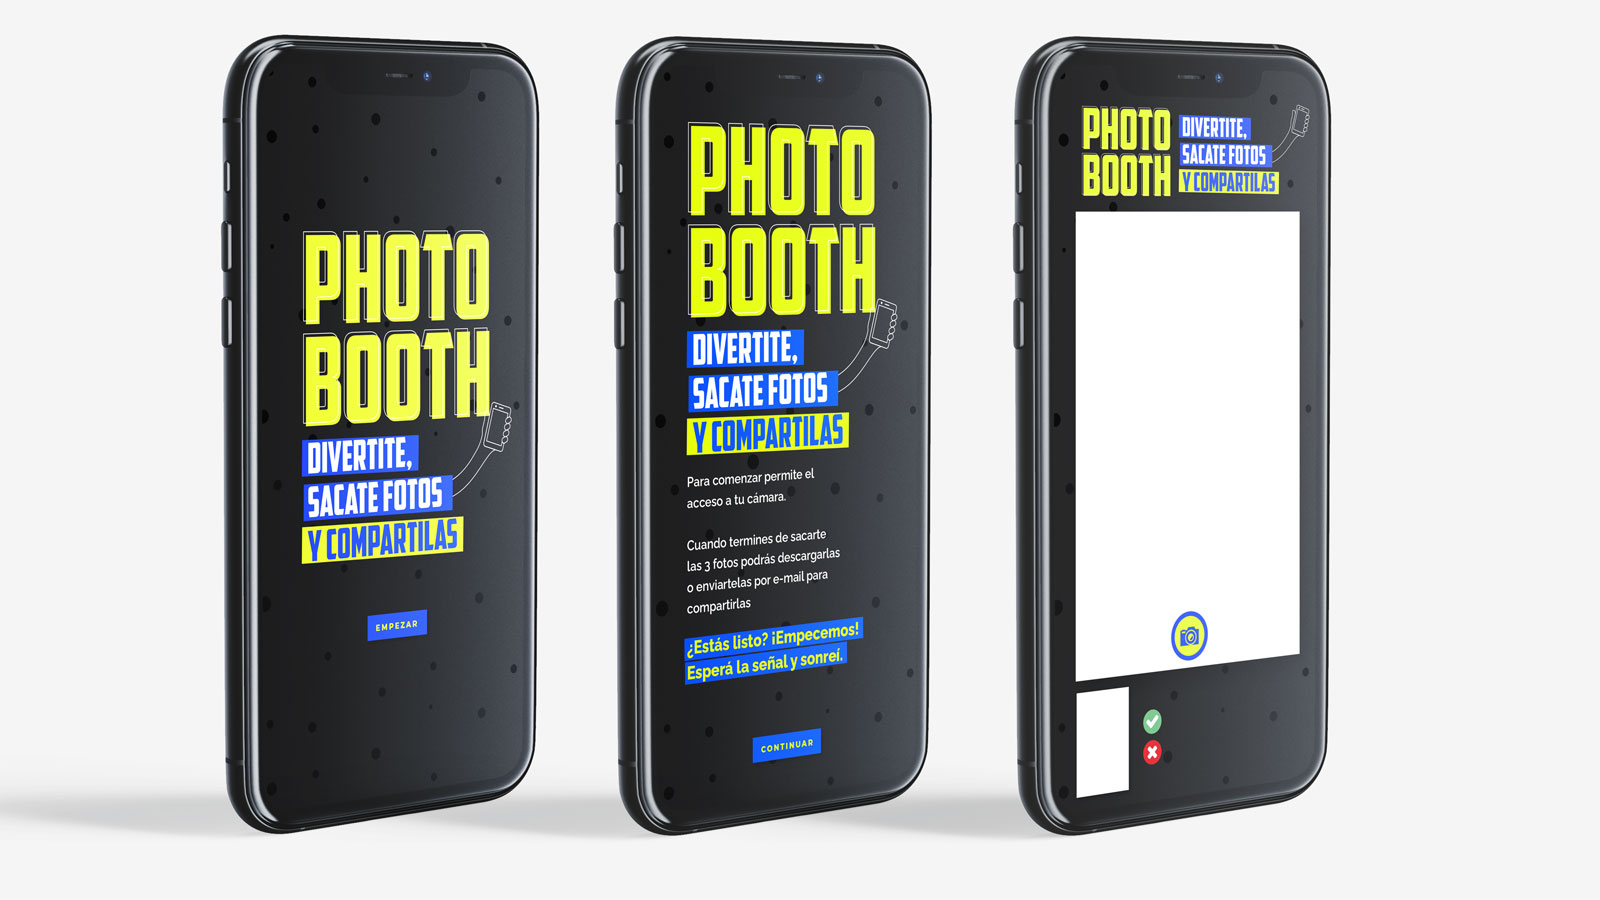 PHOTO
BOOTH
DIVERTITE,
SACATE FOTOS
Y COMPARTILAS
EMPEZAR
PHOTO
BOOTH
DIVERTITE,
SACATE FOTOS
Y COMPARTILAS
Para comenzar permite el
acceso a tu cámara.
Cuando termines de sacarte
las 3 fotos podrás descargarlas
o enviartelas por e-mail para
compartirlas
¿Estás listo? ¡Empecemos!
Esperá la señal y sonreí.
CONTINUAR
PHOTO
BOOTH
DIVERTITE,
SACATE FOTOS
Y COMPARTILAS